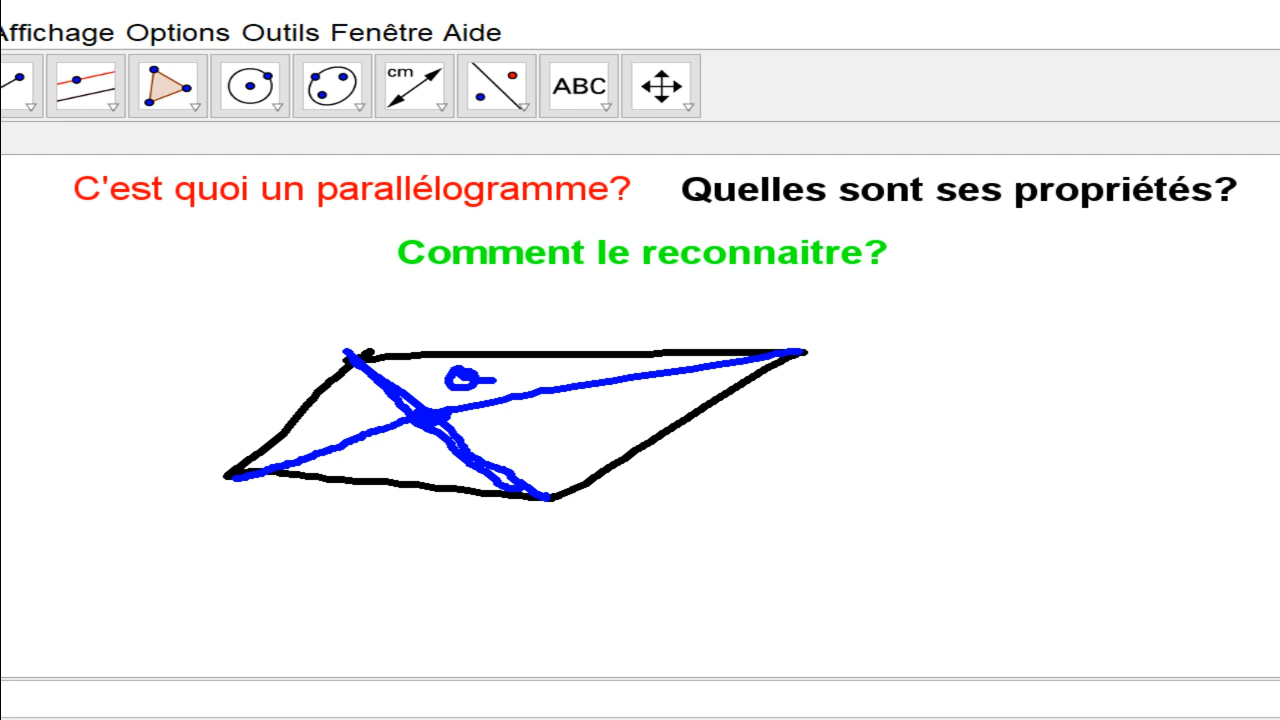 Affichage Options Outils Fenêtre Aide
cm
ABC
C'est quoi un parallélogramme? Quelles sont ses propriétés?
Comment le reconnaitre?